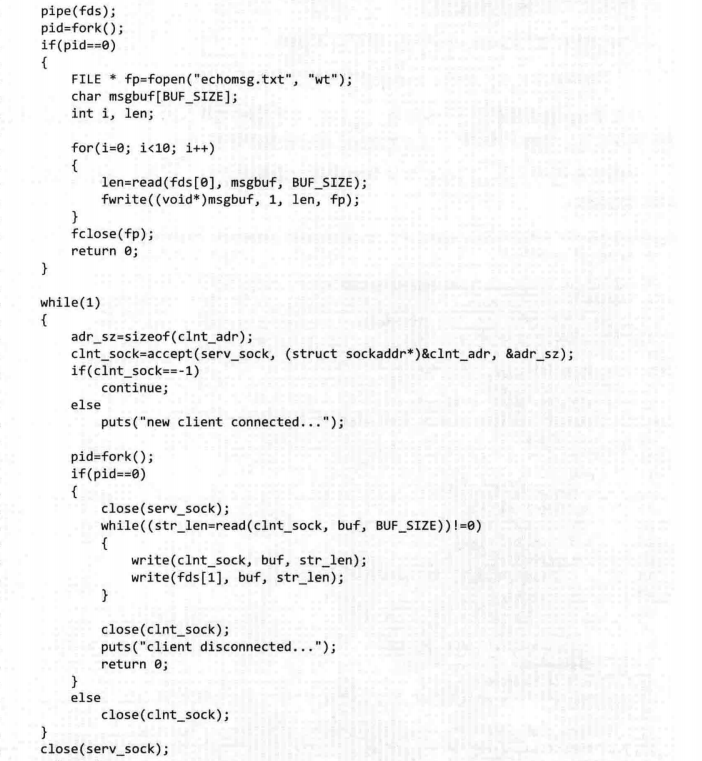 pipe(fds);
pid=fork();
if(pid==0)
{
    FILE * fp=fopen("echomsg.txt", "wt");
    char msgbuf[BUF_SIZE];
    int i, len;

    for(i=0; i<10; i++)
    {
        len=read(fds[0], msgbuf, BUF_SIZE);
        fwrite((void*)msgbuf, 1, len, fp);
    }
    fclose(fp);
    return 0;
}

while(1)
{
    adr_sz=sizeof(clnt_adr);
    clnt_sock=accept(serv_sock, (struct sockaddr*)&clnt_adr, &adr_sz);
    if(clnt_sock==-1)
        continue;
    else
        puts("new client connected...");

    pid=fork();
    if(pid==0)
    {
        close(serv_sock);
        while((str_len=read(clnt_sock, buf, BUF_SIZE))!=0)
        {
            write(clnt_sock, buf, str_len);
            write(fds[1], buf, str_len);
        }

        close(clnt_sock);
        puts("client disconnected...");
        return 0;
    }
    else
        close(clnt_sock);
}
close(serv_sock);